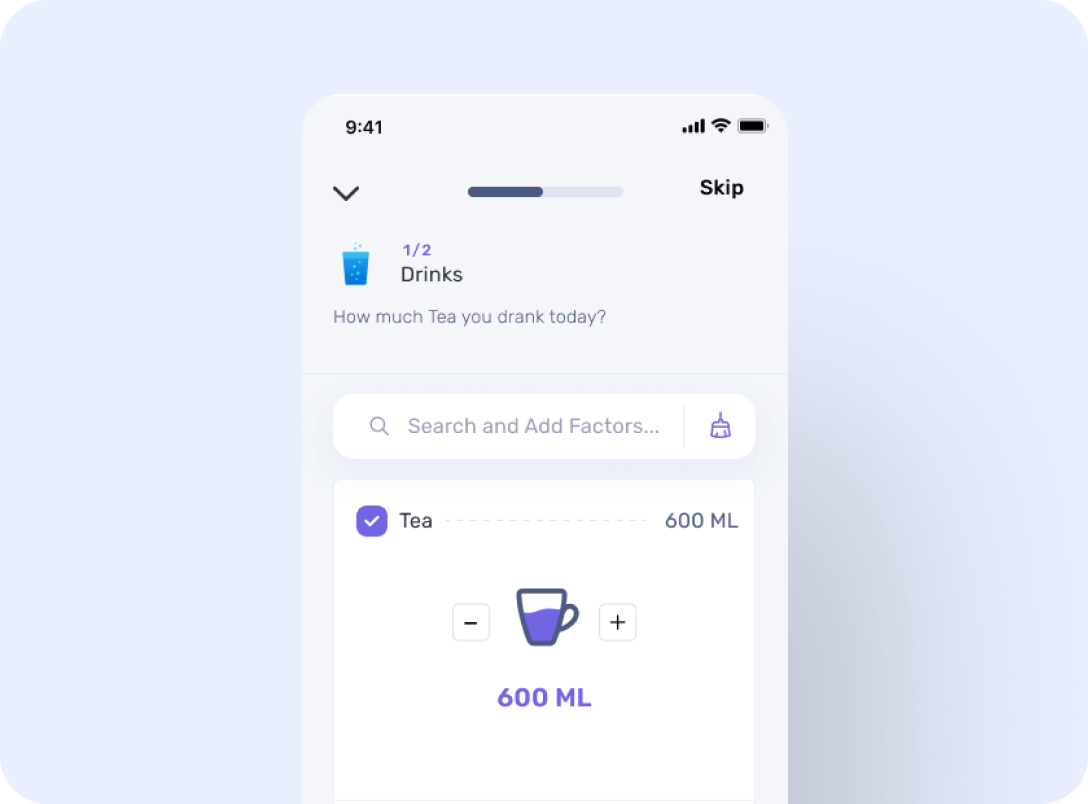 9:41
Skip
1/2
Drinks
How much Tea you drank today?
Search and Add Factors...
Tea 600 ML
− +
600 ML